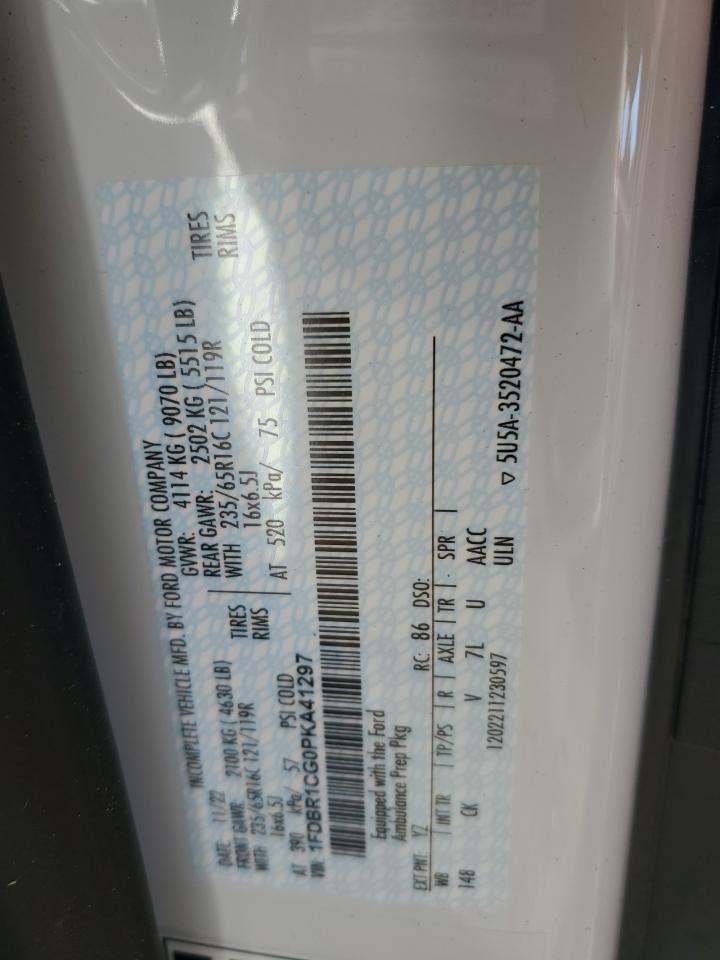 INCOMPLETE VEHICLE MFD. BY FORD MOTOR COMPANY
DATE: 11/22 GVWR: 4114 KG ( 9070 LB)
FRONT GAWR: 2100 KG ( 4630 LB) REAR GAWR: 2502 KG ( 5515 LB)
WITH 235/65R16C 121/119R TIRES WITH 235/65R16C 121/119R TIRES
16x6.5J RIMS 16x6.5J RIMS
AT 390 kPa/ 57 PSI COLD AT 520 kPa/ 75 PSI COLD
VIN: 1FDBR1CG0PKA41297
Equipped with the Ford
Ambulance Prep Pkg
EXT PNT: YZ RC: 86 DSO:
WB INT TR TP/PS R AXLE TR SPR
148 CK V 7L U AACC
1202211230597 ULN
▽ 5U5A-3520472-AA